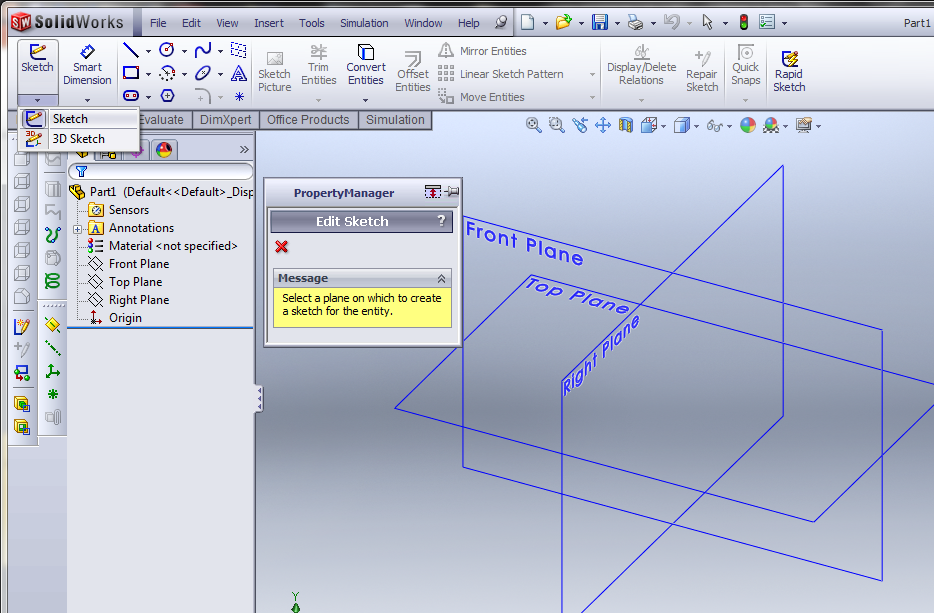 SolidWorks File Edit View Insert Tools Simulation Window Help Part1
Sketch Smart Dimension Sketch Picture Trim Entities Convert Entities Offset Entities Mirror Entities Linear Sketch Pattern Move Entities Display/Delete Relations Repair Sketch Quick Snaps Rapid Sketch
Evaluate DimXpert Office Products Simulation
Sketch
3D 3D Sketch
Part1 (Default<<Default>_Disp
Sensors
A Annotations
Material <not specified>
Front Plane
Top Plane
Right Plane
Origin
PropertyManager
Edit Sketch ?
Message
Select a plane on which to create
a sketch for the entity.
Front Plane
Top Plane
Right Plane
Y